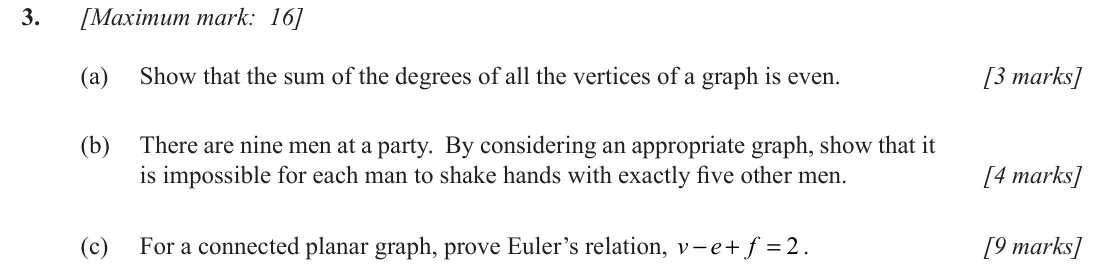 3. [Maximum mark: 16]
(a) Show that the sum of the degrees of all the vertices of a graph is even. [3 marks]
(b) There are nine men at a party. By considering an appropriate graph, show that it
is impossible for each man to shake hands with exactly five other men. [4 marks]
(c) For a connected planar graph, prove Euler’s relation, v − e + f = 2. [9 marks]